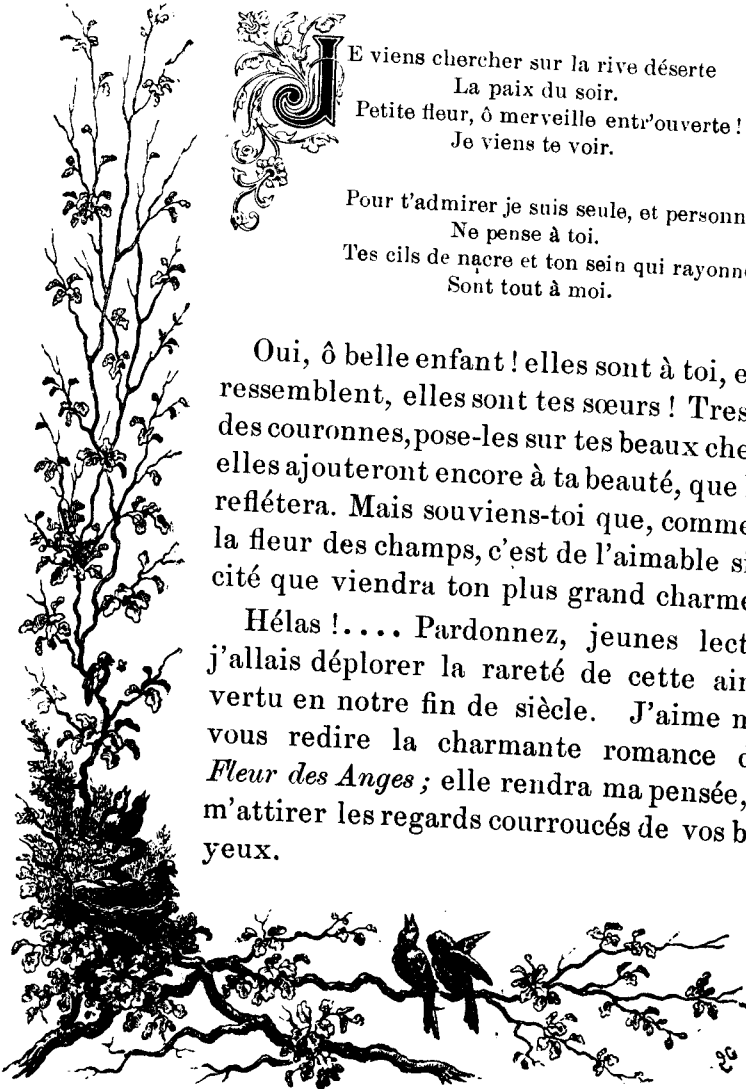 JE viens chercher sur la rive déserte
La paix du soir.
Petite fleur, ô merveille entr'ouverte !
Je viens te voir.
Pour t'admirer je suis seule, et personn
Ne pense à toi.
Tes cils de nacre et ton sein qui rayonn
Sont tout à moi.
Oui, ô belle enfant ! elles sont à toi, e
ressemblent, elles sont tes sœurs ! Tres
des couronnes, pose-les sur tes beaux che
elles ajouteront encore à ta beauté, que
reflétera. Mais souviens-toi que, comme
la fleur des champs, c'est de l'aimable si
cité que viendra ton plus grand charme
Hélas !.... Pardonnez, jeunes lect
j'allais déplorer la rareté de cette aim
vertu en notre fin de siècle. J'aime m
vous redire la charmante romance d
Fleur des Anges ; elle rendra ma pensée,
m'attirer les regards courroucés de vos b
yeux.